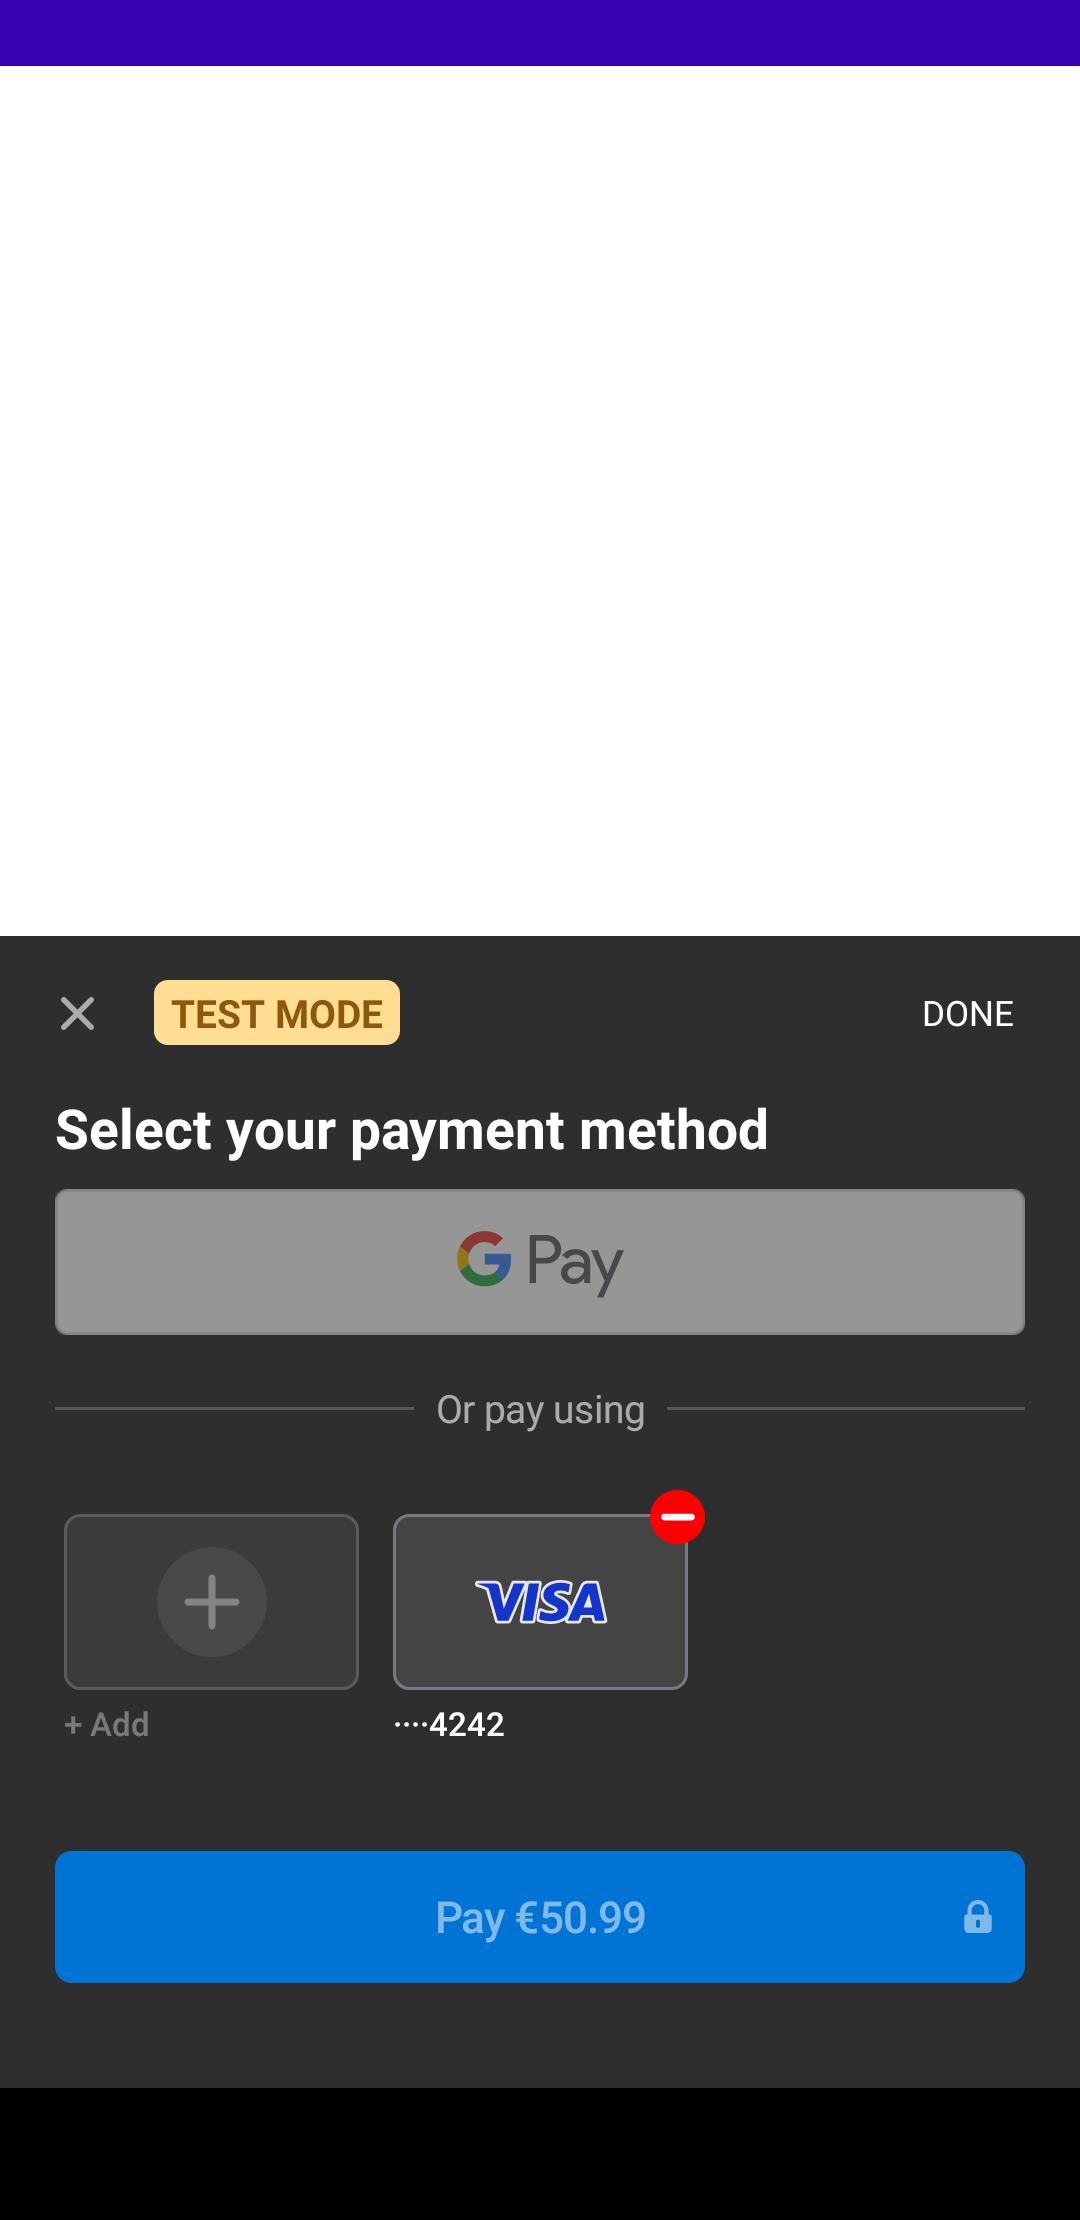 TEST MODE
DONE
Select your payment method
G Pay
Or pay using
VISA
+ Add
····4242
Pay €50.99